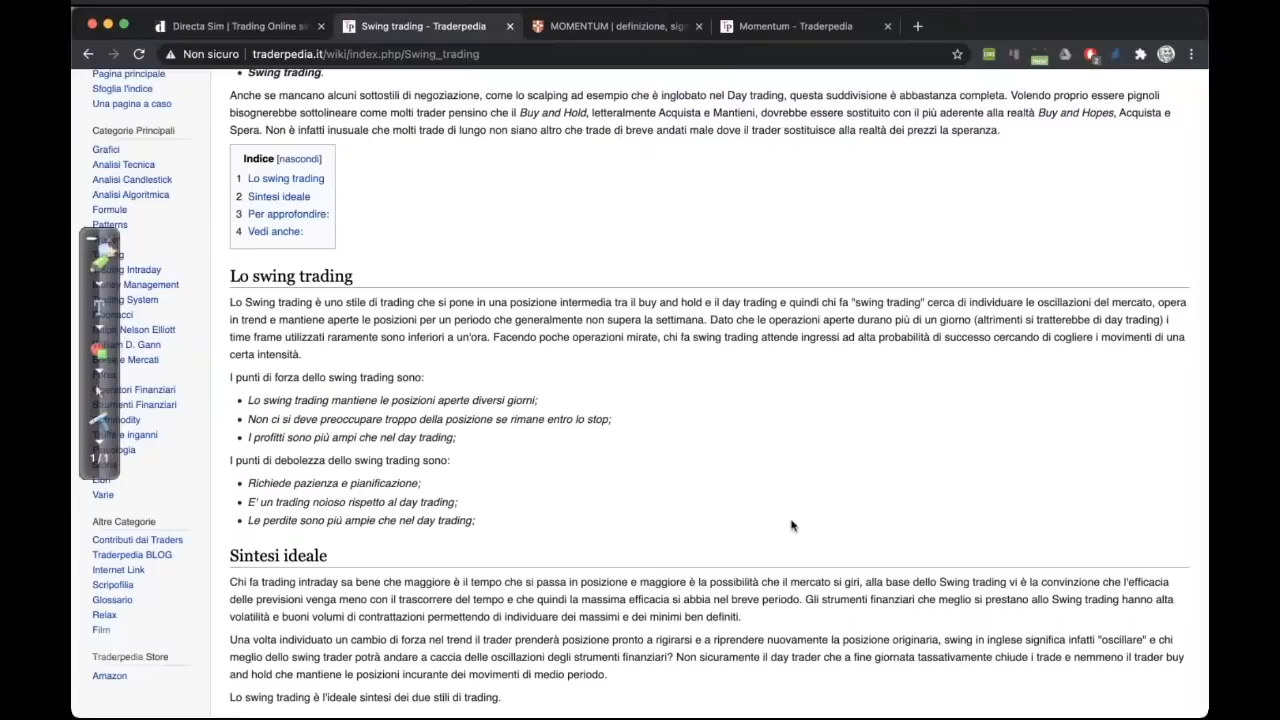 Directa Sim | Trading Online si
Swing trading - Traderpedia
MOMENTUM | definizione, sig
Momentum - Traderpedia
Non sicuro | traderpedia.it/wiki/index.php/Swing_trading
new
2
Pagina principale
Sfoglia l'indice
Una pagina a caso
Categorie Principali
Grafici
Analisi Tecnica
Analisi Candlestick
Analisi Algoritmica
Formule
Patterns
Trading Intraday
Money Management
Trading System
Fibonacci
Ralph Nelson Elliott
William D. Gann
Borse e Mercati
Operatori Finanziari
Strumenti Finanziari
Commodity
Truffe e inganni
Psicologia
1/1
Libri
Varie
Altre Categorie
Contributi dai Traders
Traderpedia BLOG
Internet Link
Scripofilia
Glossario
Relax
Film
Traderpedia Store
Amazon
• Swing trading.
Anche se mancano alcuni sottostili di negoziazione, come lo scalping ad esempio che è inglobato nel Day trading, questa suddivisione è abbastanza completa. Volendo proprio essere pignoli
bisognerebbe sottolineare come molti trader pensino che il Buy and Hold, letteralmente Acquista e Mantieni, dovrebbe essere sostituito con il più aderente alla realtà Buy and Hopes, Acquista e
Spera. Non è infatti inusuale che molti trade di lungo non siano altro che trade di breve andati male dove il trader sostituisce alla realtà dei prezzi la speranza.
Indice [nascondi]
1 Lo swing trading
2 Sintesi ideale
3 Per approfondire:
4 Vedi anche:
Lo swing trading
Lo Swing trading è uno stile di trading che si pone in una posizione intermedia tra il buy and hold e il day trading e quindi chi fa "swing trading" cerca di individuare le oscillazioni del mercato, opera
in trend e mantiene aperte le posizioni per un periodo che generalmente non supera la settimana. Dato che le operazioni aperte durano più di un giorno (altrimenti si tratterebbe di day trading) i
time frame utilizzati raramente sono inferiori a un'ora. Facendo poche operazioni mirate, chi fa swing trading attende ingressi ad alta probabilità di successo cercando di cogliere i movimenti di una
certa intensità.
I punti di forza dello swing trading sono:
• Lo swing trading mantiene le posizioni aperte diversi giorni;
• Non ci si deve preoccupare troppo della posizione se rimane entro lo stop;
• I profitti sono più ampi che nel day trading;
I punti di debolezza dello swing trading sono:
• Richiede pazienza e pianificazione;
• E' un trading noioso rispetto al day trading;
• Le perdite sono più ampie che nel day trading;
Sintesi ideale
Chi fa trading intraday sa bene che maggiore è il tempo che si passa in posizione e maggiore è la possibilità che il mercato si giri, alla base dello Swing trading vi è la convinzione che l'efficacia
delle previsioni venga meno con il trascorrere del tempo e che quindi la massima efficacia si abbia nel breve periodo. Gli strumenti finanziari che meglio si prestano allo Swing trading hanno alta
volatilità e buoni volumi di contrattazioni permettendo di individuare dei massimi e dei minimi ben definiti.
Una volta individuato un cambio di forza nel trend il trader prenderà posizione pronto a rigirarsi e a riprendere nuovamente la posizione originaria, swing in inglese significa infatti "oscillare" e chi
meglio dello swing trader potrà andare a caccia delle oscillazioni degli strumenti finanziari? Non sicuramente il day trader che a fine giornata tassativamente chiude i trade e nemmeno il trader buy
and hold che mantiene le posizioni incurante dei movimenti di medio periodo.
Lo swing trading è l'ideale sintesi dei due stili di trading.